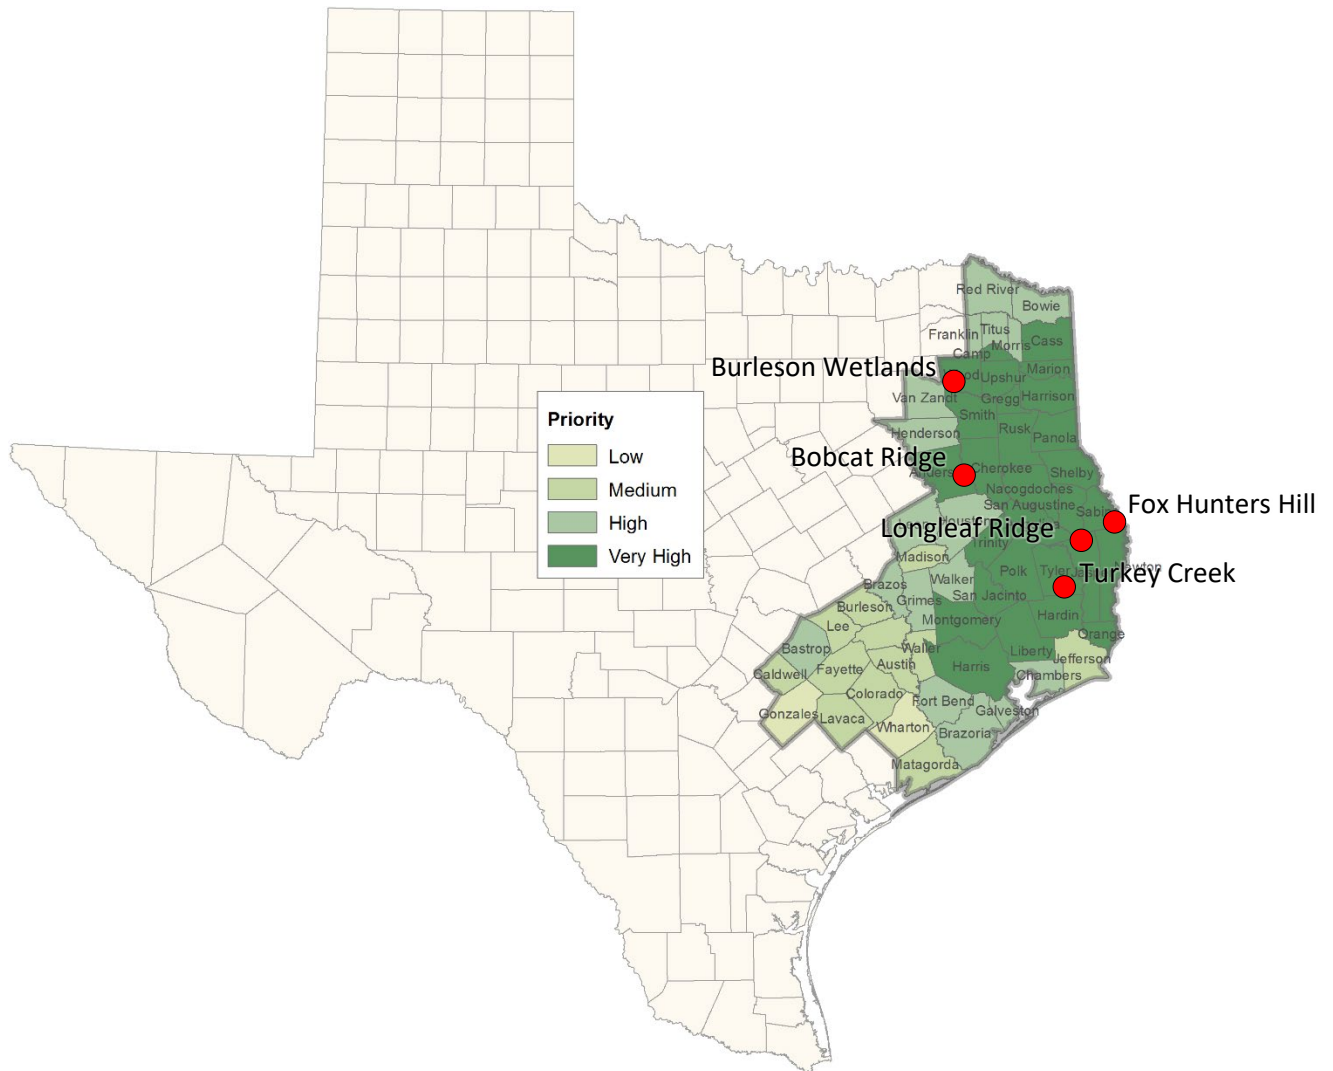 Red River
Bowie
Franklin
Titus
Morris
Cass
Camp
Burleson Wetlands
Upshur
Marion
Van Zandt
Gregg
Harrison
Smith
Henderson
Rusk
Panola
Priority
Low
Medium
High
Very High
Bobcat Ridge
Cherokee
Shelby
Nacogdoches
San Augustine
Fox Hunters Hill
Longleaf Ridge
Trinity
Madison
Polk
Tyler
Turkey Creek
Brazos
Walker
San Jacinto
Grimes
Burleson
Hardin
Lee
Montgomery
Orange
Bastrop
Waller
Liberty
Jefferson
Caldwell
Fayette
Austin
Harris
Chambers
Colorado
Fort Bend
Galveston
Gonzales
Lavaca
Wharton
Brazoria
Matagorda